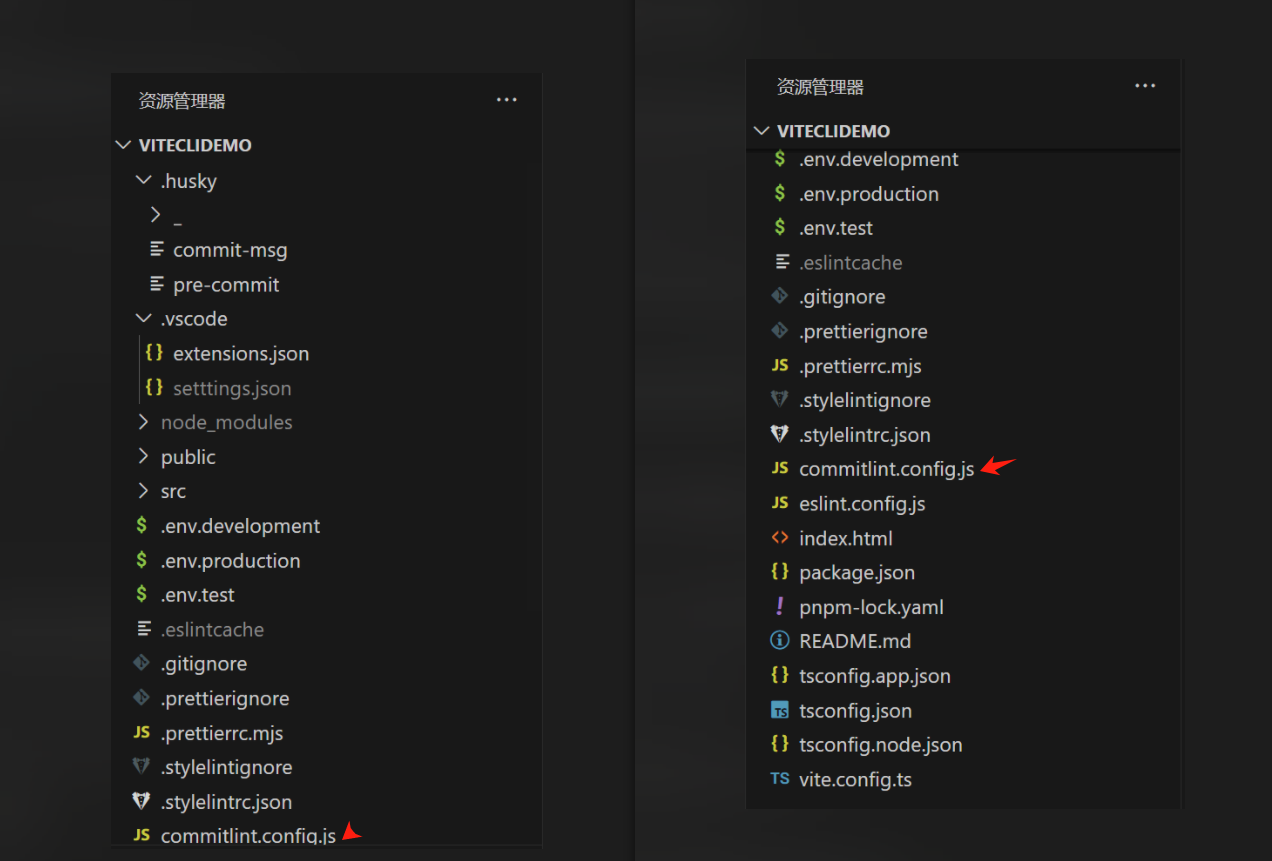 资源管理器
VITECLIDEMO
.husky
_
commit-msg
pre-commit
.vscode
{} extensions.json
{} setttings.json
node_modules
public
src
$ .env.development
$ .env.production
$ .env.test
.eslintcache
.gitignore
.prettierignore
JS .prettierrc.mjs
.stylelintignore
.stylelintrc.json
JS commitlint.config.js
资源管理器
VITECLIDEMO
$ .env.development
$ .env.production
$ .env.test
.eslintcache
.gitignore
.prettierignore
JS .prettierrc.mjs
.stylelintignore
.stylelintrc.json
JS commitlint.config.js
JS eslint.config.js
<> index.html
{} package.json
! pnpm-lock.yaml
README.md
{} tsconfig.app.json
TS tsconfig.json
{} tsconfig.node.json
TS vite.config.ts